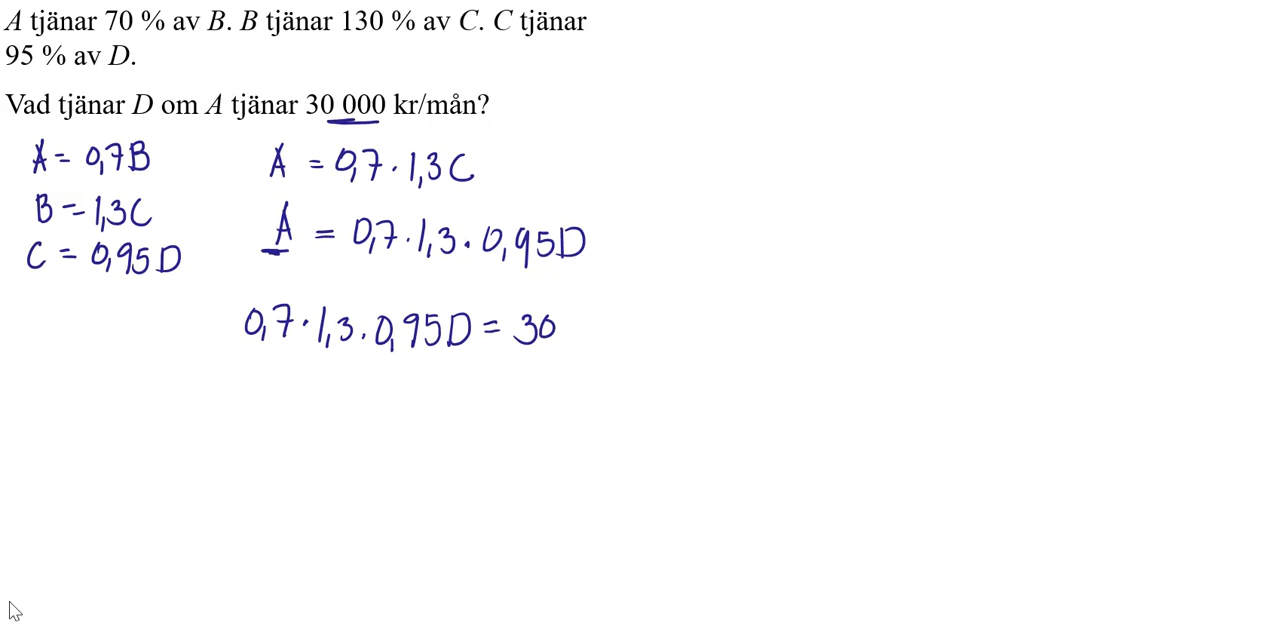 A tjänar 70 % av B. B tjänar 130 % av C. C tjänar
95 % av D.
Vad tjänar D om A tjänar 30 000 kr/mån?
A = 0,7B
B = 1,3C
C = 0,95D
A = 0,7 · 1,3C
A = 0,7 · 1,3 · 0,95D
0,7 · 1,3 · 0,95D = 30